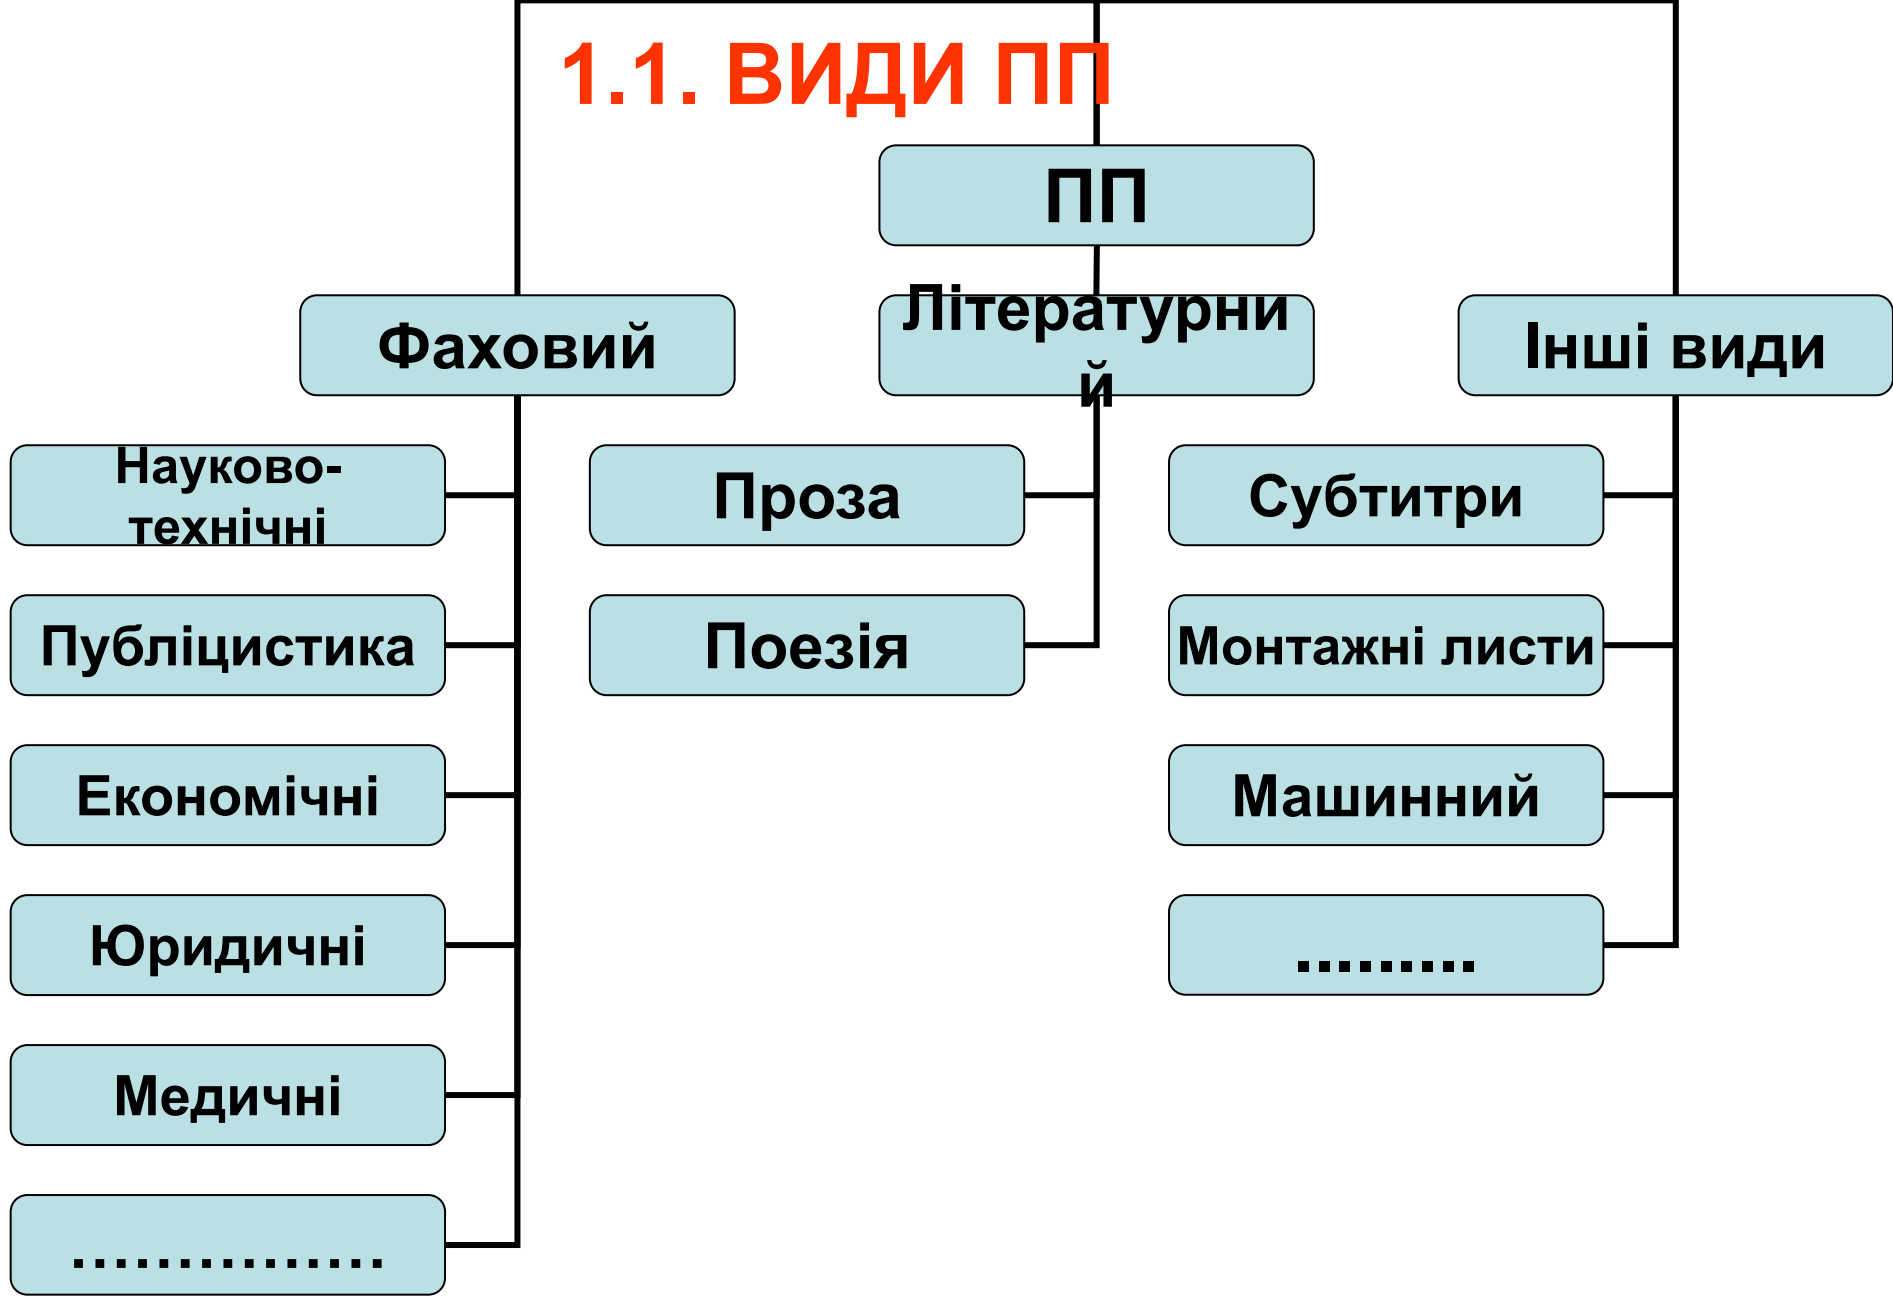 1.1. ВИДИ ПП
ПП
Фаховий
Літературни
й
Інші види
Науково-
технічні
Публіцистика
Економічні
Юридичні
Медичні
……………
Проза
Поезія
Субтитри
Монтажні листи
Машинний
………